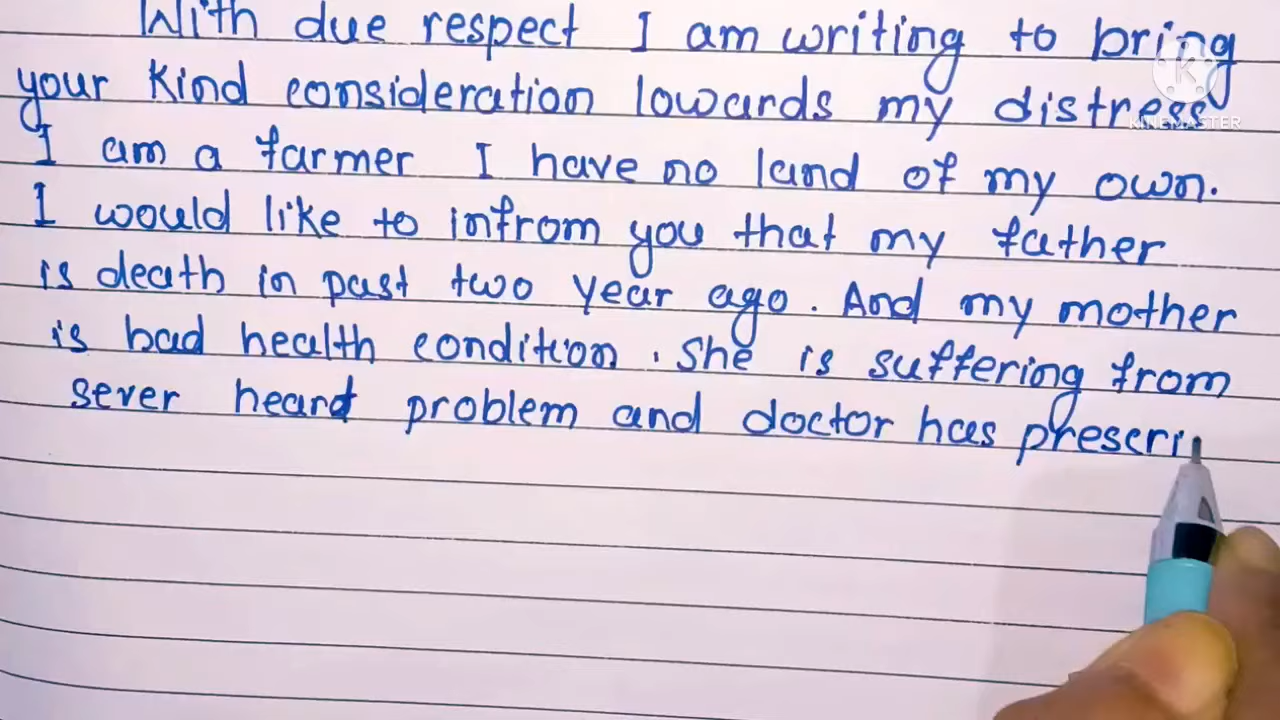 With due respect I am writing to bring
your kind consideration lowards my distress
I am a farmer I have no land of my own.
I would like to infrom you that my father
is death in past two year ago. And my mother
is bad health condition. She is suffering from
sever heard problem and doctor has prescri
KINEMASTER